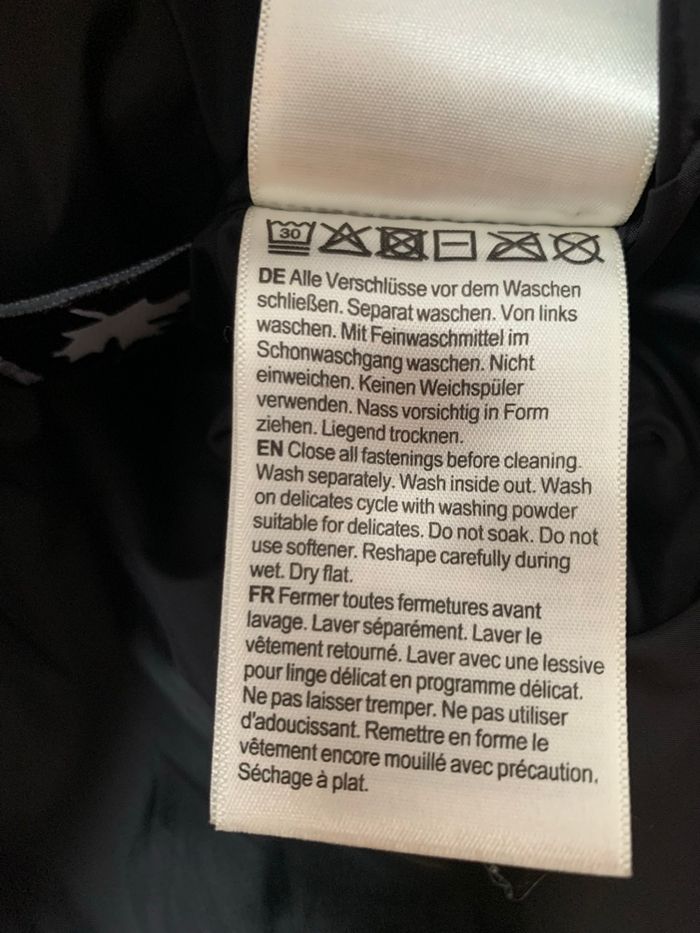 30
DE Alle Verschlüsse vor dem Waschen
schließen. Separat waschen. Von links
waschen. Mit Feinwaschmittel im
Schonwaschgang waschen. Nicht
einweichen. Keinen Weichspüler
verwenden. Nass vorsichtig in Form
ziehen. Liegend trocknen.
EN Close all fastenings before cleaning.
Wash separately. Wash inside out. Wash
on delicates cycle with washing powder
suitable for delicates. Do not soak. Do not
use softener. Reshape carefully during
wet. Dry flat.
FR Fermer toutes fermetures avant
lavage. Laver séparément. Laver le
vêtement retourné. Laver avec une lessive
pour linge délicat en programme délicat.
Ne pas laisser tremper. Ne pas utiliser
d'adoucissant. Remettre en forme le
vêtement encore mouillé avec précaution.
Séchage à plat.